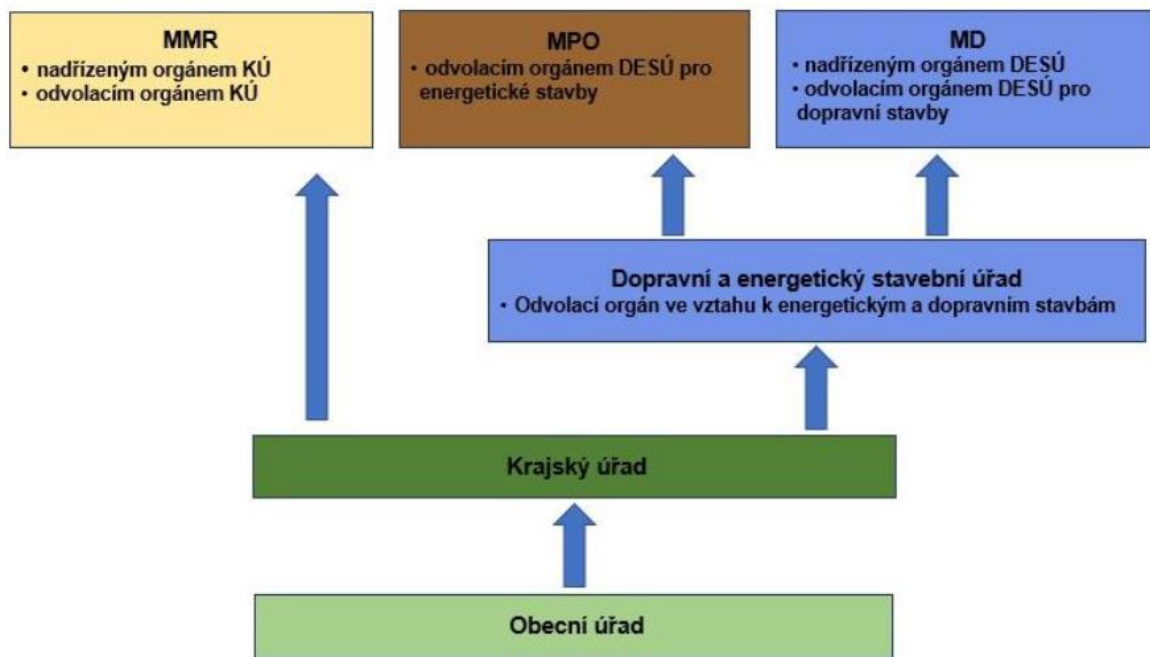 MMR
• nadřízeným orgánem KÚ
• odvolacím orgánem KÚ
MPO
• odvolacím orgánem DESÚ pro
energetické stavby
MD
• nadřízeným orgánem DESÚ
• odvolacím orgánem DESÚ pro
dopravní stavby
Dopravní a energetický stavební úřad
• Odvolací orgán ve vztahu k energetickým a dopravním stavbám
Krajský úřad
Obecní úřad